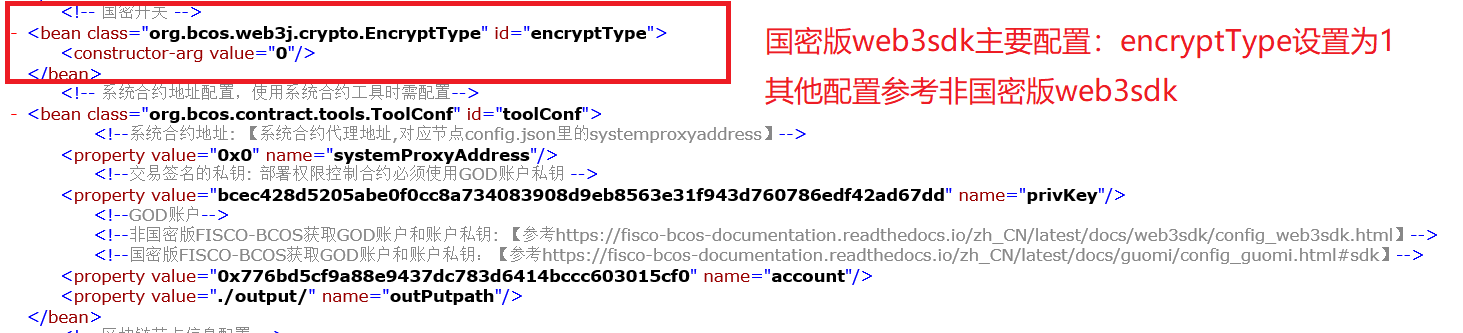 <!-- 国密开关 -->
- <bean class="org.bcos.web3j.crypto.EncryptType" id="encryptType">
<constructor-arg value="0"/>
</bean>
国密版web3sdk主要配置：encryptType设置为1
其他配置参考非国密版web3sdk
<!-- 系统合约地址配置，使用系统合约工具时需配置-->
- <bean class="org.bcos.contract.tools.ToolConf" id="toolConf">
<!--系统合约地址：【系统合约代理地址,对应节点config.json里的systemproxyaddress】-->
<property value="0x0" name="systemProxyAddress"/>
<!--交易签名的私钥: 部署权限控制合约必须使用GOD账户私钥 -->
<property value="bcec428d5205abe0f0cc8a734083908d9eb8563e31f943d760786edf42ad67dd" name="privKey"/>
<!--GOD账户-->
<!--非国密版FISCO-BCOS获取GOD账户和账户私钥:【参考https://fisco-bcos-documentation.readthedocs.io/zh_CN/latest/docs/web3sdk/config_web3sdk.html】-->
<!--国密版FISCO-BCOS获取GOD账户和账户私钥：【参考https://fisco-bcos-documentation.readthedocs.io/zh_CN/latest/docs/guomi/config_guomi.html#sdk】-->
<property value="0x776bd5cf9a88e9437dc783d6414bccc603015cf0" name="account"/>
<property value="./output/" name="outPutpath"/>
</bean>